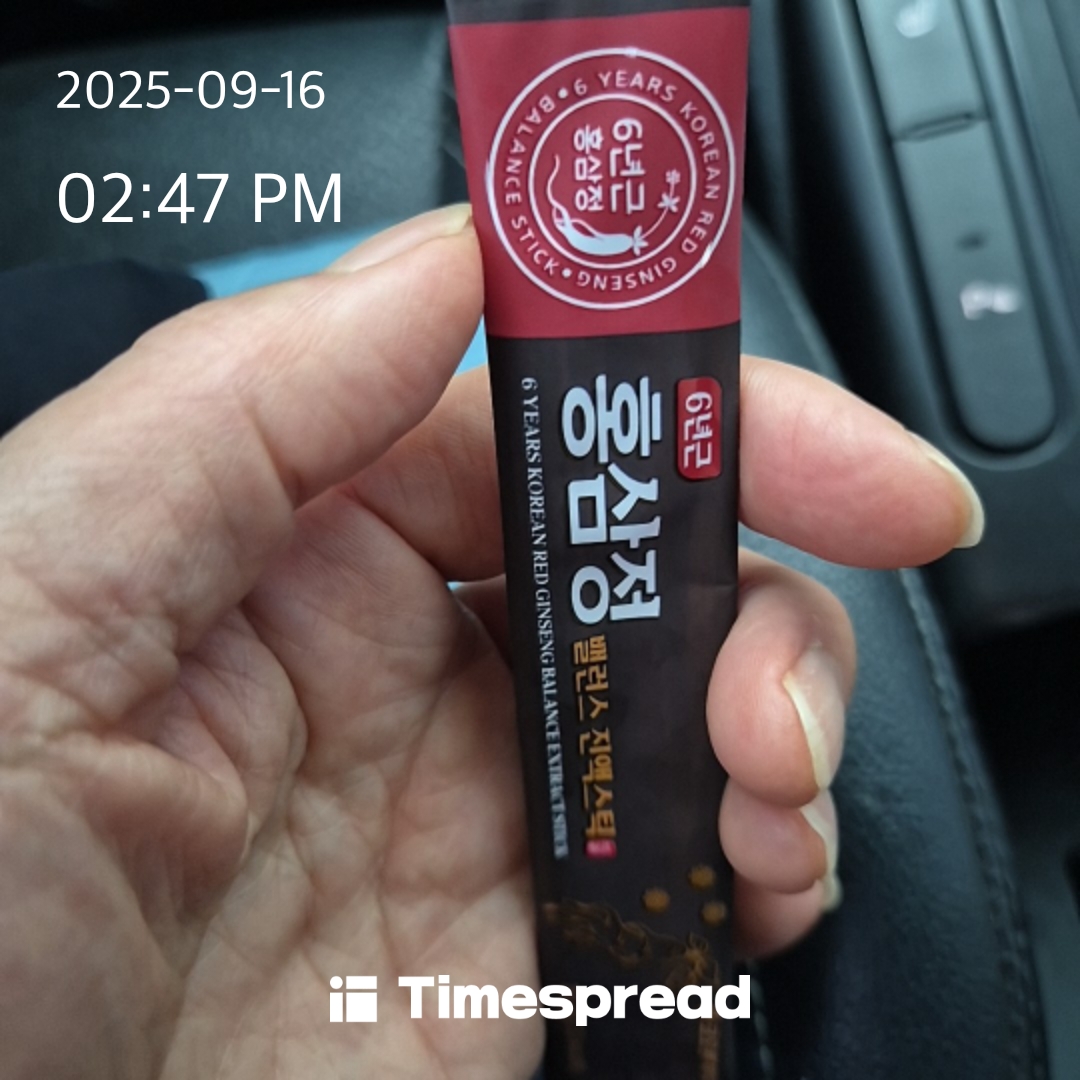 2025-09-16
02:47 PM
6 YEARS KOREAN RED GINSENG • BALANCE STICK •
6년근
홍삼정
6년근
홍삼정
밸런스 진액스틱
6 YEARS KOREAN RED GINSENG BALANCE EXTRACT STICK
Timespread